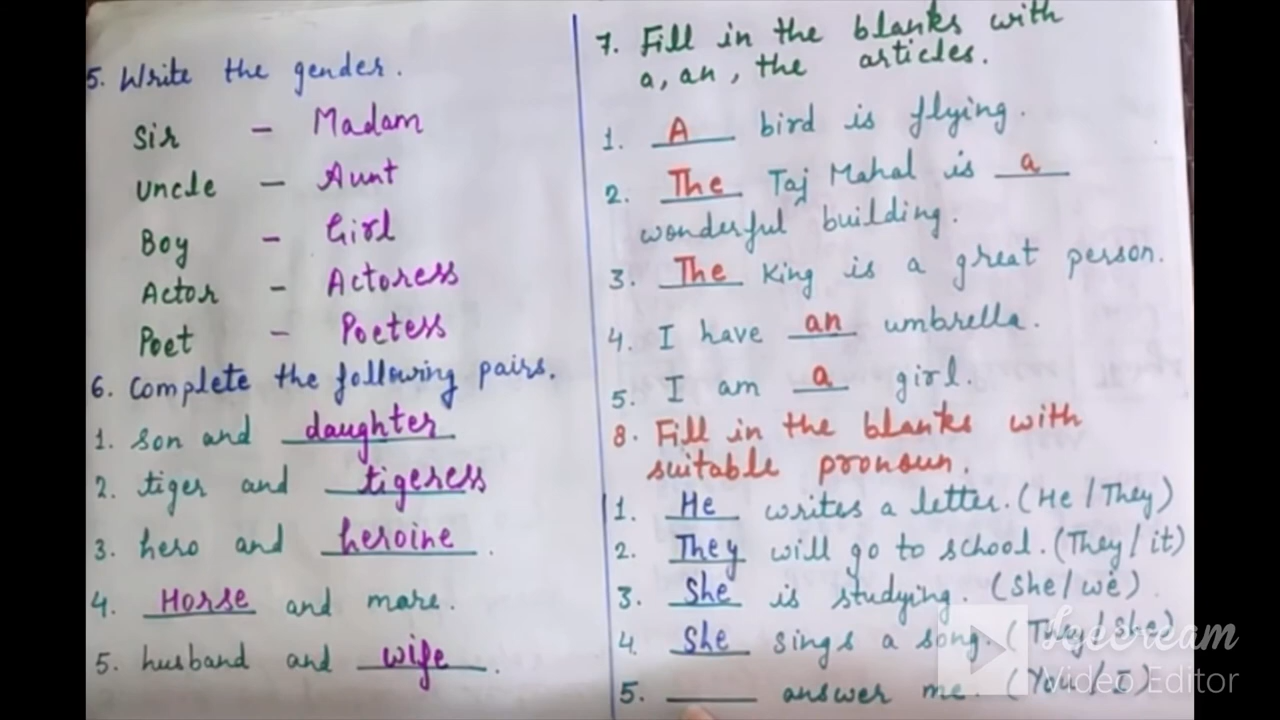 5. Write the gender.
Sir - Madam
Uncle - Aunt
Boy - Girl
Actor - Actoress
Poet - Poetess
6. Complete the following pairs.
1. son and daughter
2. tiger and tigeress
3. hero and heroine.
4. Horse and mare.
5. husband and wife.
7. Fill in the blanks with
a, an, the articles.
1. A bird is flying.
2. The Taj Mahal is a
wonderful building.
3. The King is a great person.
4. I have an umbrella.
5. I am a girl.
8. Fill in the blanks with
suitable pronoun.
1. He writes a letter. (He / They)
2. They will go to school. (They / it)
3. She is studying. (She / we).
4. She sings a song. (They / She)
5. ____ answer me. (You / I)
Icecream
Video Editor